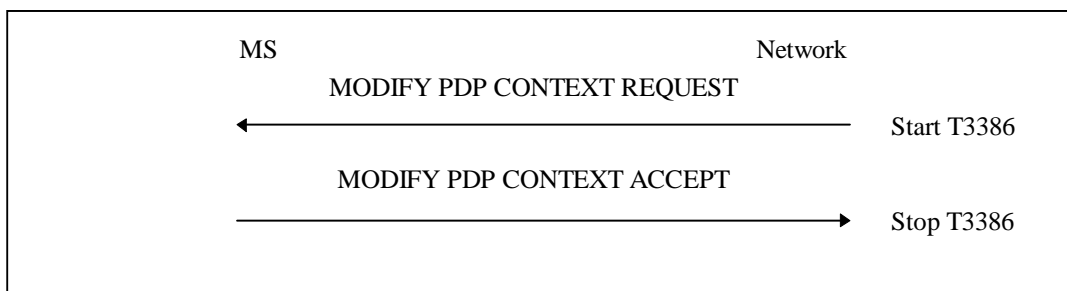 MS Network
MODIFY PDP CONTEXT REQUEST
Start T3386
MODIFY PDP CONTEXT ACCEPT
Stop T3386